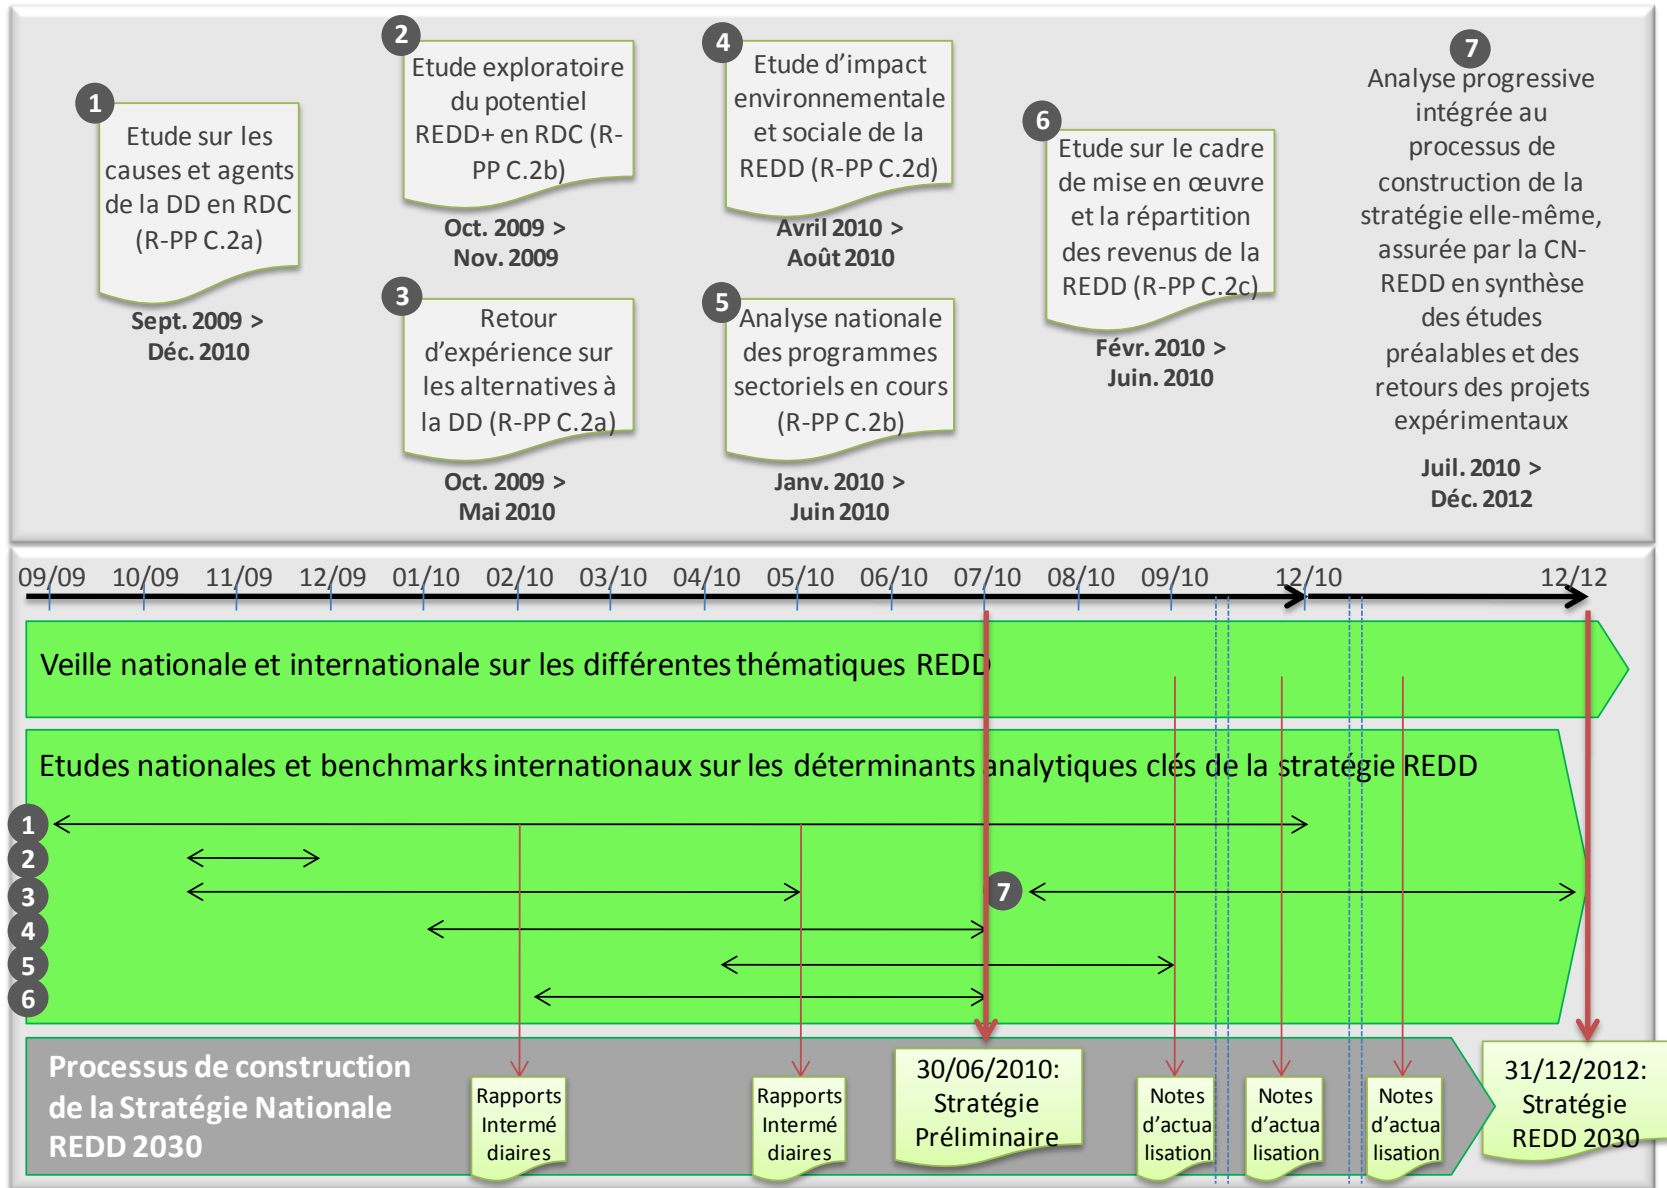 1
Etude sur les
causes et agents
de la DD en RDC
(R-PP C.2a)
Sept. 2009 >
Déc. 2010
2
Etude exploratoire
du potentiel
REDD+ en RDC (R-
PP C.2b)
Oct. 2009 >
Nov. 2009
3
Retour
d’expérience sur
les alternatives à
la DD (R-PP C.2a)
Oct. 2009 >
Mai 2010
4
Etude d’impact
environnementale
et sociale de la
REDD (R-PP C.2d)
Avril 2010 >
Août 2010
5
Analyse nationale
des programmes
sectoriels en cours
(R-PP C.2b)
Janv. 2010 >
Juin 2010
6
Etude sur le cadre
de mise en œuvre
et la répartition
des revenus de la
REDD (R-PP C.2c)
Févr. 2010 >
Juin. 2010
7
Analyse progressive
intégrée au
processus de
construction de la
stratégie elle-même,
assurée par la CN-
REDD en synthèse
des études
préalables et des
retours des projets
expérimentaux
Juil. 2010 >
Déc. 2012
09/09 10/09 11/09 12/09 01/10 02/10 03/10 04/10 05/10 06/10 07/10 08/10 09/10 12/10 12/12
Veille nationale et internationale sur les différentes thématiques REDD
Etudes nationales et benchmarks internationaux sur les déterminants analytiques clés de la stratégie REDD
1
2
3
7
4
5
6
Processus de construction
de la Stratégie Nationale
REDD 2030
Rapports
Intermé
diaires
Rapports
Intermé
diaires
30/06/2010:
Stratégie
Préliminaire
Notes
d’actua
lisation
Notes
d’actua
lisation
Notes
d’actua
lisation
31/12/2012:
Stratégie
REDD 2030